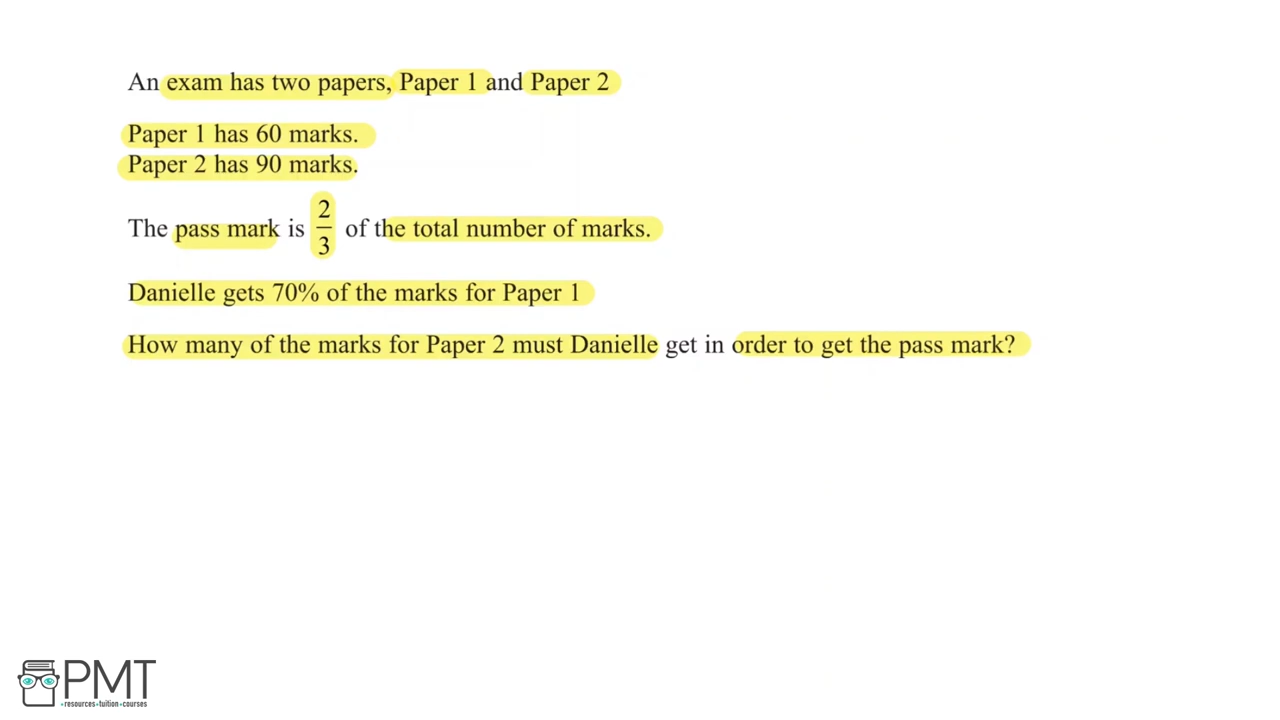 An exam has two papers, Paper 1 and Paper 2
Paper 1 has 60 marks.
Paper 2 has 90 marks.
The pass mark is 2/3 of the total number of marks.
Danielle gets 70% of the marks for Paper 1
How many of the marks for Paper 2 must Danielle get in order to get the pass mark?
PMT
•resources•tuition•courses